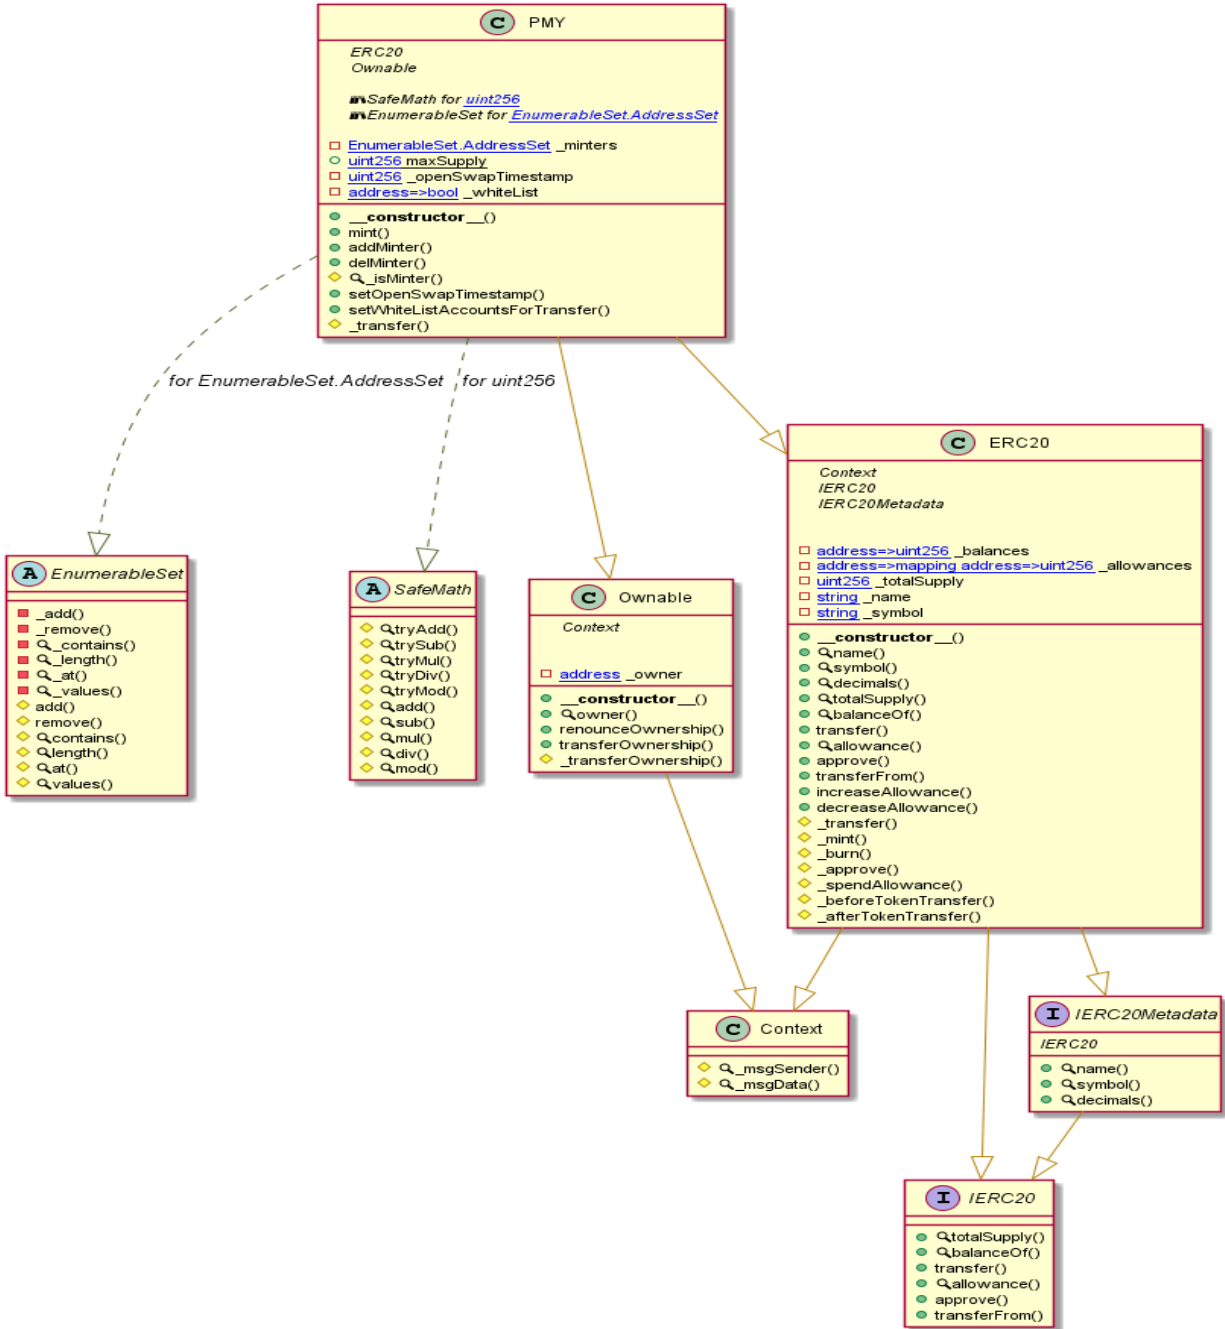 C PMY
ERC20
Ownable
SafeMath for uint256
EnumerableSet for EnumerableSet.AddressSet
EnumerableSet.AddressSet _minters
uint256 maxSupply
uint256 _openSwapTimestamp
address=>bool _whiteList
__constructor__()
mint()
addMinter()
delMinter()
_isMinter()
setOpenSwapTimestamp()
setWhiteListAccountsForTransfer()
_transfer()
for EnumerableSet.AddressSet
for uint256
C ERC20
Context
IERC20
IERC20Metadata
address=>uint256 _balances
address=>mapping address=>uint256 _allowances
uint256 _totalSupply
string _name
string _symbol
__constructor__()
name()
symbol()
decimals()
totalSupply()
balanceOf()
transfer()
allowance()
approve()
transferFrom()
increaseAllowance()
decreaseAllowance()
_transfer()
_mint()
_burn()
_approve()
_spendAllowance()
_beforeTokenTransfer()
_afterTokenTransfer()
A EnumerableSet
_add()
_remove()
_contains()
_length()
_at()
_values()
add()
remove()
contains()
length()
at()
values()
A SafeMath
tryAdd()
trySub()
tryMul()
tryDiv()
tryMod()
add()
sub()
mul()
div()
mod()
C Ownable
Context
address _owner
__constructor__()
owner()
renounceOwnership()
transferOwnership()
_transferOwnership()
C Context
_msgSender()
_msgData()
I IERC20Metadata
IERC20
name()
symbol()
decimals()
I IERC20
totalSupply()
balanceOf()
transfer()
allowance()
approve()
transferFrom()